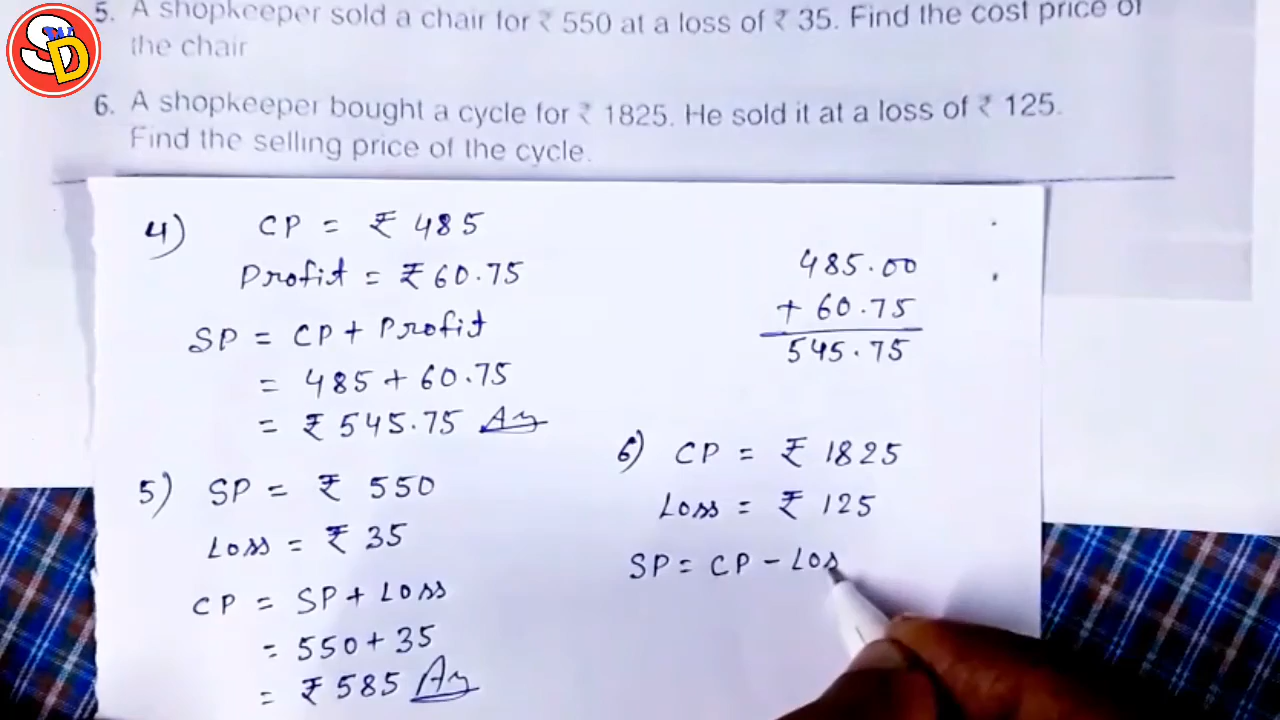 SWD
5. A shopkeeper sold a chair for ₹ 550 at a loss of ₹ 35. Find the cost price of
the chair
6. A shopkeeper bought a cycle for ₹ 1825. He sold it at a loss of ₹ 125.
Find the selling price of the cycle.
4) CP = ₹ 485
Profit = ₹ 60.75
SP = CP + Profit
= 485 + 60.75
= ₹ 545.75 Ans
485.00
+ 60.75
545.75
5) SP = ₹ 550
Loss = ₹ 35
CP = SP + Loss
= 550 + 35
= ₹ 585 Ans
6) CP = ₹ 1825
Loss = ₹ 125
SP = CP - Los